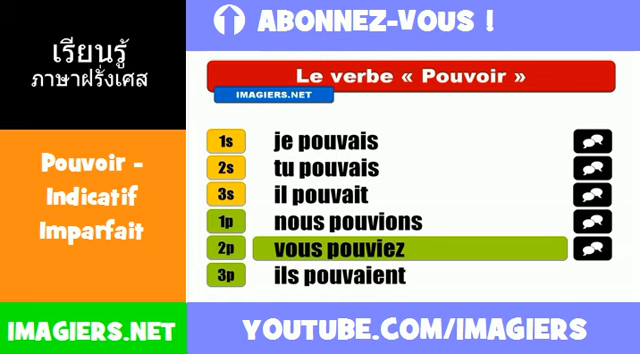 เรียนรู้
ภาษาฝรั่งเศส
ABONNEZ-VOUS !
Le verbe « Pouvoir »
IMAGIERS.NET
Pouvoir -
Indicatif
Imparfait
1s je pouvais
2s tu pouvais
3s il pouvait
1p nous pouvions
2p vous pouviez
3p ils pouvaient
IMAGIERS.NET
YOUTUBE.COM/IMAGIERS